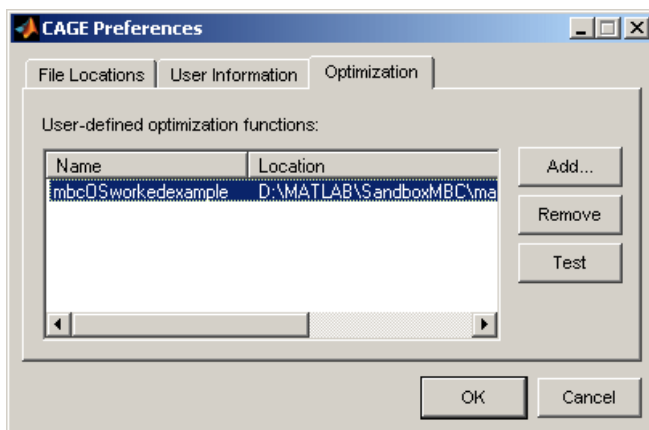 CAGE Preferences
File Locations User Information Optimization
User-defined optimization functions:
Name Location
mbcOSworkedexample D:\MATLAB\SandboxMBC\ma
Add...
Remove
Test
OK Cancel